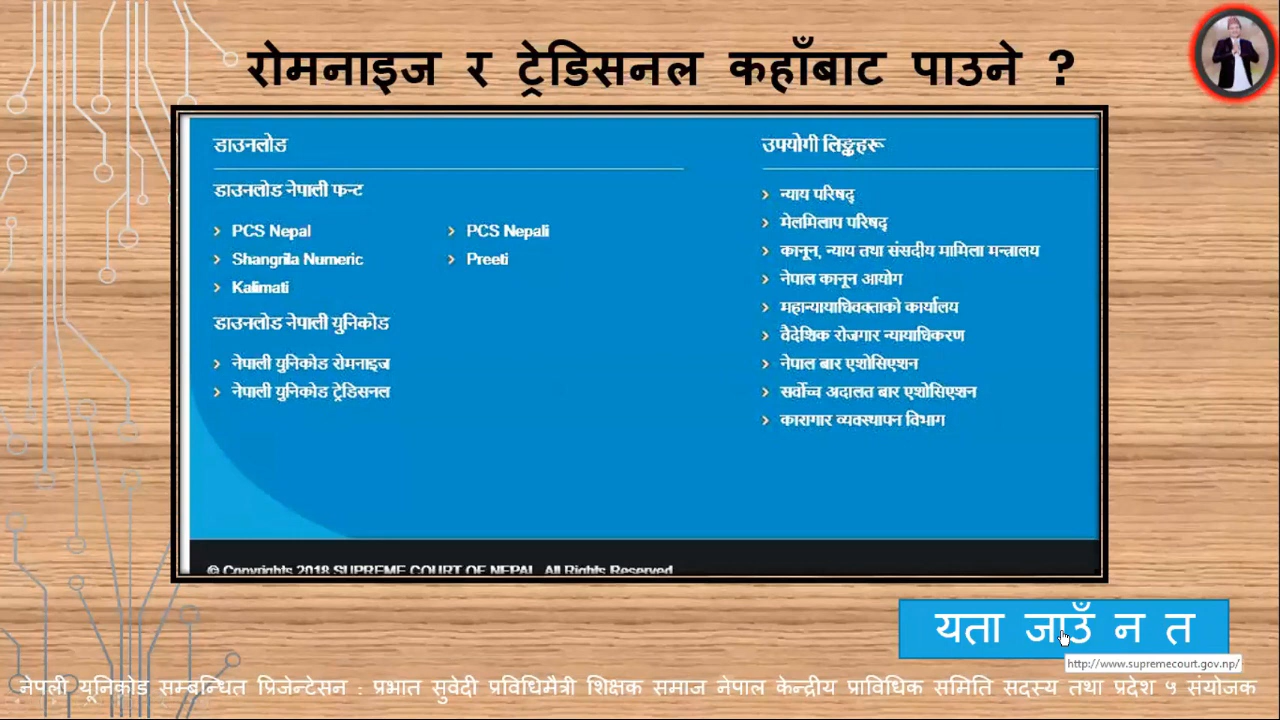 रोमनाइज र ट्रेडिसनल कहाँबाट पाउने ?
डाउनलोड
डाउनलोड नेपाली फन्ट
PCS Nepal
PCS Nepali
Shangrila Numeric
Preeti
Kalimati
डाउनलोड नेपाली युनिकोड
नेपाली युनिकोड रोमनाइज
नेपाली युनिकोड ट्रेडिसनल
उपयोगी लिङ्कहरू
न्याय परिषद्
मेलमिलाप परिषद्
कानून, न्याय तथा संसदीय मामिला मन्त्रालय
नेपाल कानून आयोग
महान्यायाधिवक्ताको कार्यालय
वैदेशिक रोजगार न्यायाधिकरण
नेपाल बार एशोसिएशन
सर्वोच्च अदालत बार एशोसिएशन
कारागार व्यवस्थापन विभाग
© Copyrights 2018 SUPREME COURT OF NEPAL. All Rights Reserved
यता जाउँ न त
http://www.supremecourt.gov.np/
नेपली यूनिकोड सम्बन्धित प्रिजेन्टेसन : प्रभात सुवेदी प्रविधिमैत्री शिक्षक समाज नेपाल केन्द्रीय प्राविधिक समिति सद्स्य तथा प्रदेश ५ संयोजक